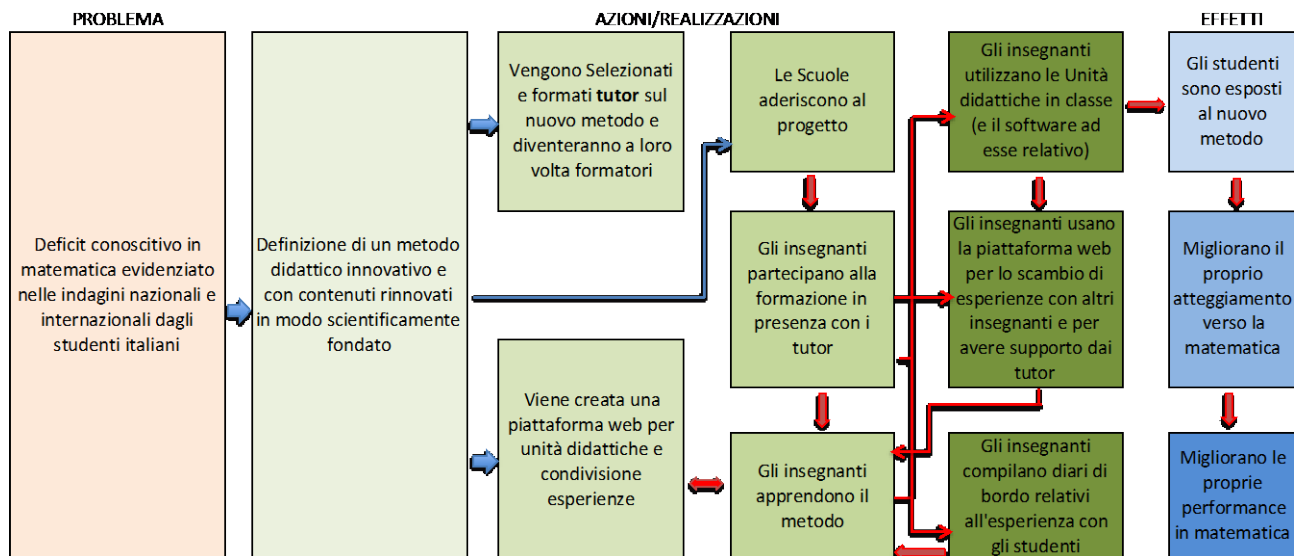 PROBLEMA
AZIONI/REALIZZAZIONI
EFFETTI
Deficit conoscitivo in
matematica evidenziato
nelle indagini nazionali e
internazionali dagli
studenti italiani
Definizione di un metodo
didattico innovativo e
con contenuti rinnovati
in modo scientificamente
fondato
Vengono Selezionati
e formati tutor sul
nuovo metodo e
diventeranno a loro
volta formatori
Viene creata una
piattaforma web per
unità didattiche e
condivisione
esperienze
Le Scuole
aderiscono al
progetto
Gli insegnanti
partecipano alla
formazione in
presenza con i
tutor
Gli insegnanti
apprendono il
metodo
Gli insegnanti
utilizzano le Unità
didattiche in classe
(e il software ad
esse relativo)
Gli insegnanti usano
la piattaforma web
per lo scambio di
esperienze con altri
insegnanti e per
avere supporto dai
tutor
Gli insegnanti
compilano diari di
bordo relativi
all'esperienza con
gli studenti
Gli studenti
sono esposti
al nuovo
metodo
Migliorano il
proprio
atteggiamento
verso la
matematica
Migliorano le
proprie
performance
in matematica